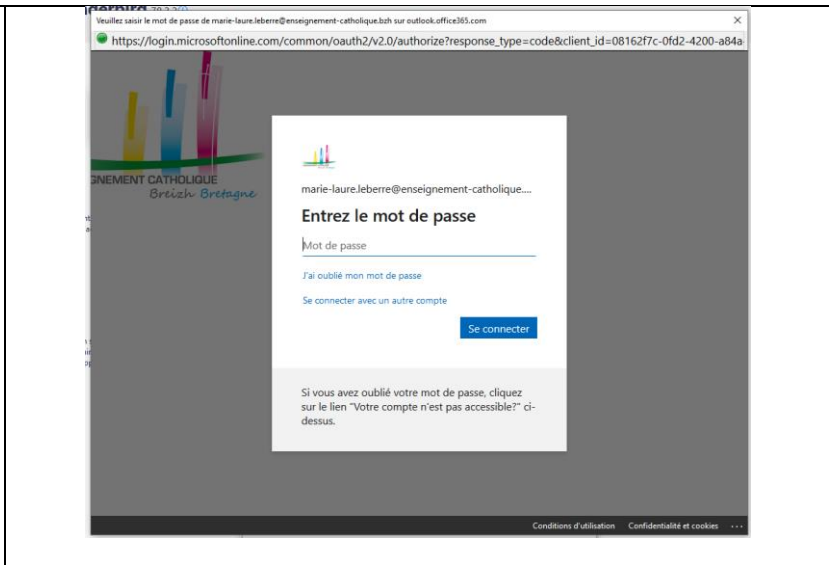 Veuillez saisir le mot de passe de marie-laure.leberre@enseignement-catholique.bzh sur outlook.office365.com
https://login.microsoftonline.com/common/oauth2/v2.0/authorize?response_type=code&client_id=08162f7c-0fd2-4200-a84a
GNEMENT CATHOLIQUE
Breizh Bretagne
marie-laure.leberre@enseignement-catholique....
Entrez le mot de passe
Mot de passe
J'ai oublié mon mot de passe
Se connecter avec un autre compte
Se connecter
Si vous avez oublié votre mot de passe, cliquez
sur le lien "Votre compte n'est pas accessible?" ci-
dessus.
Conditions d'utilisation Confidentialité et cookies ...